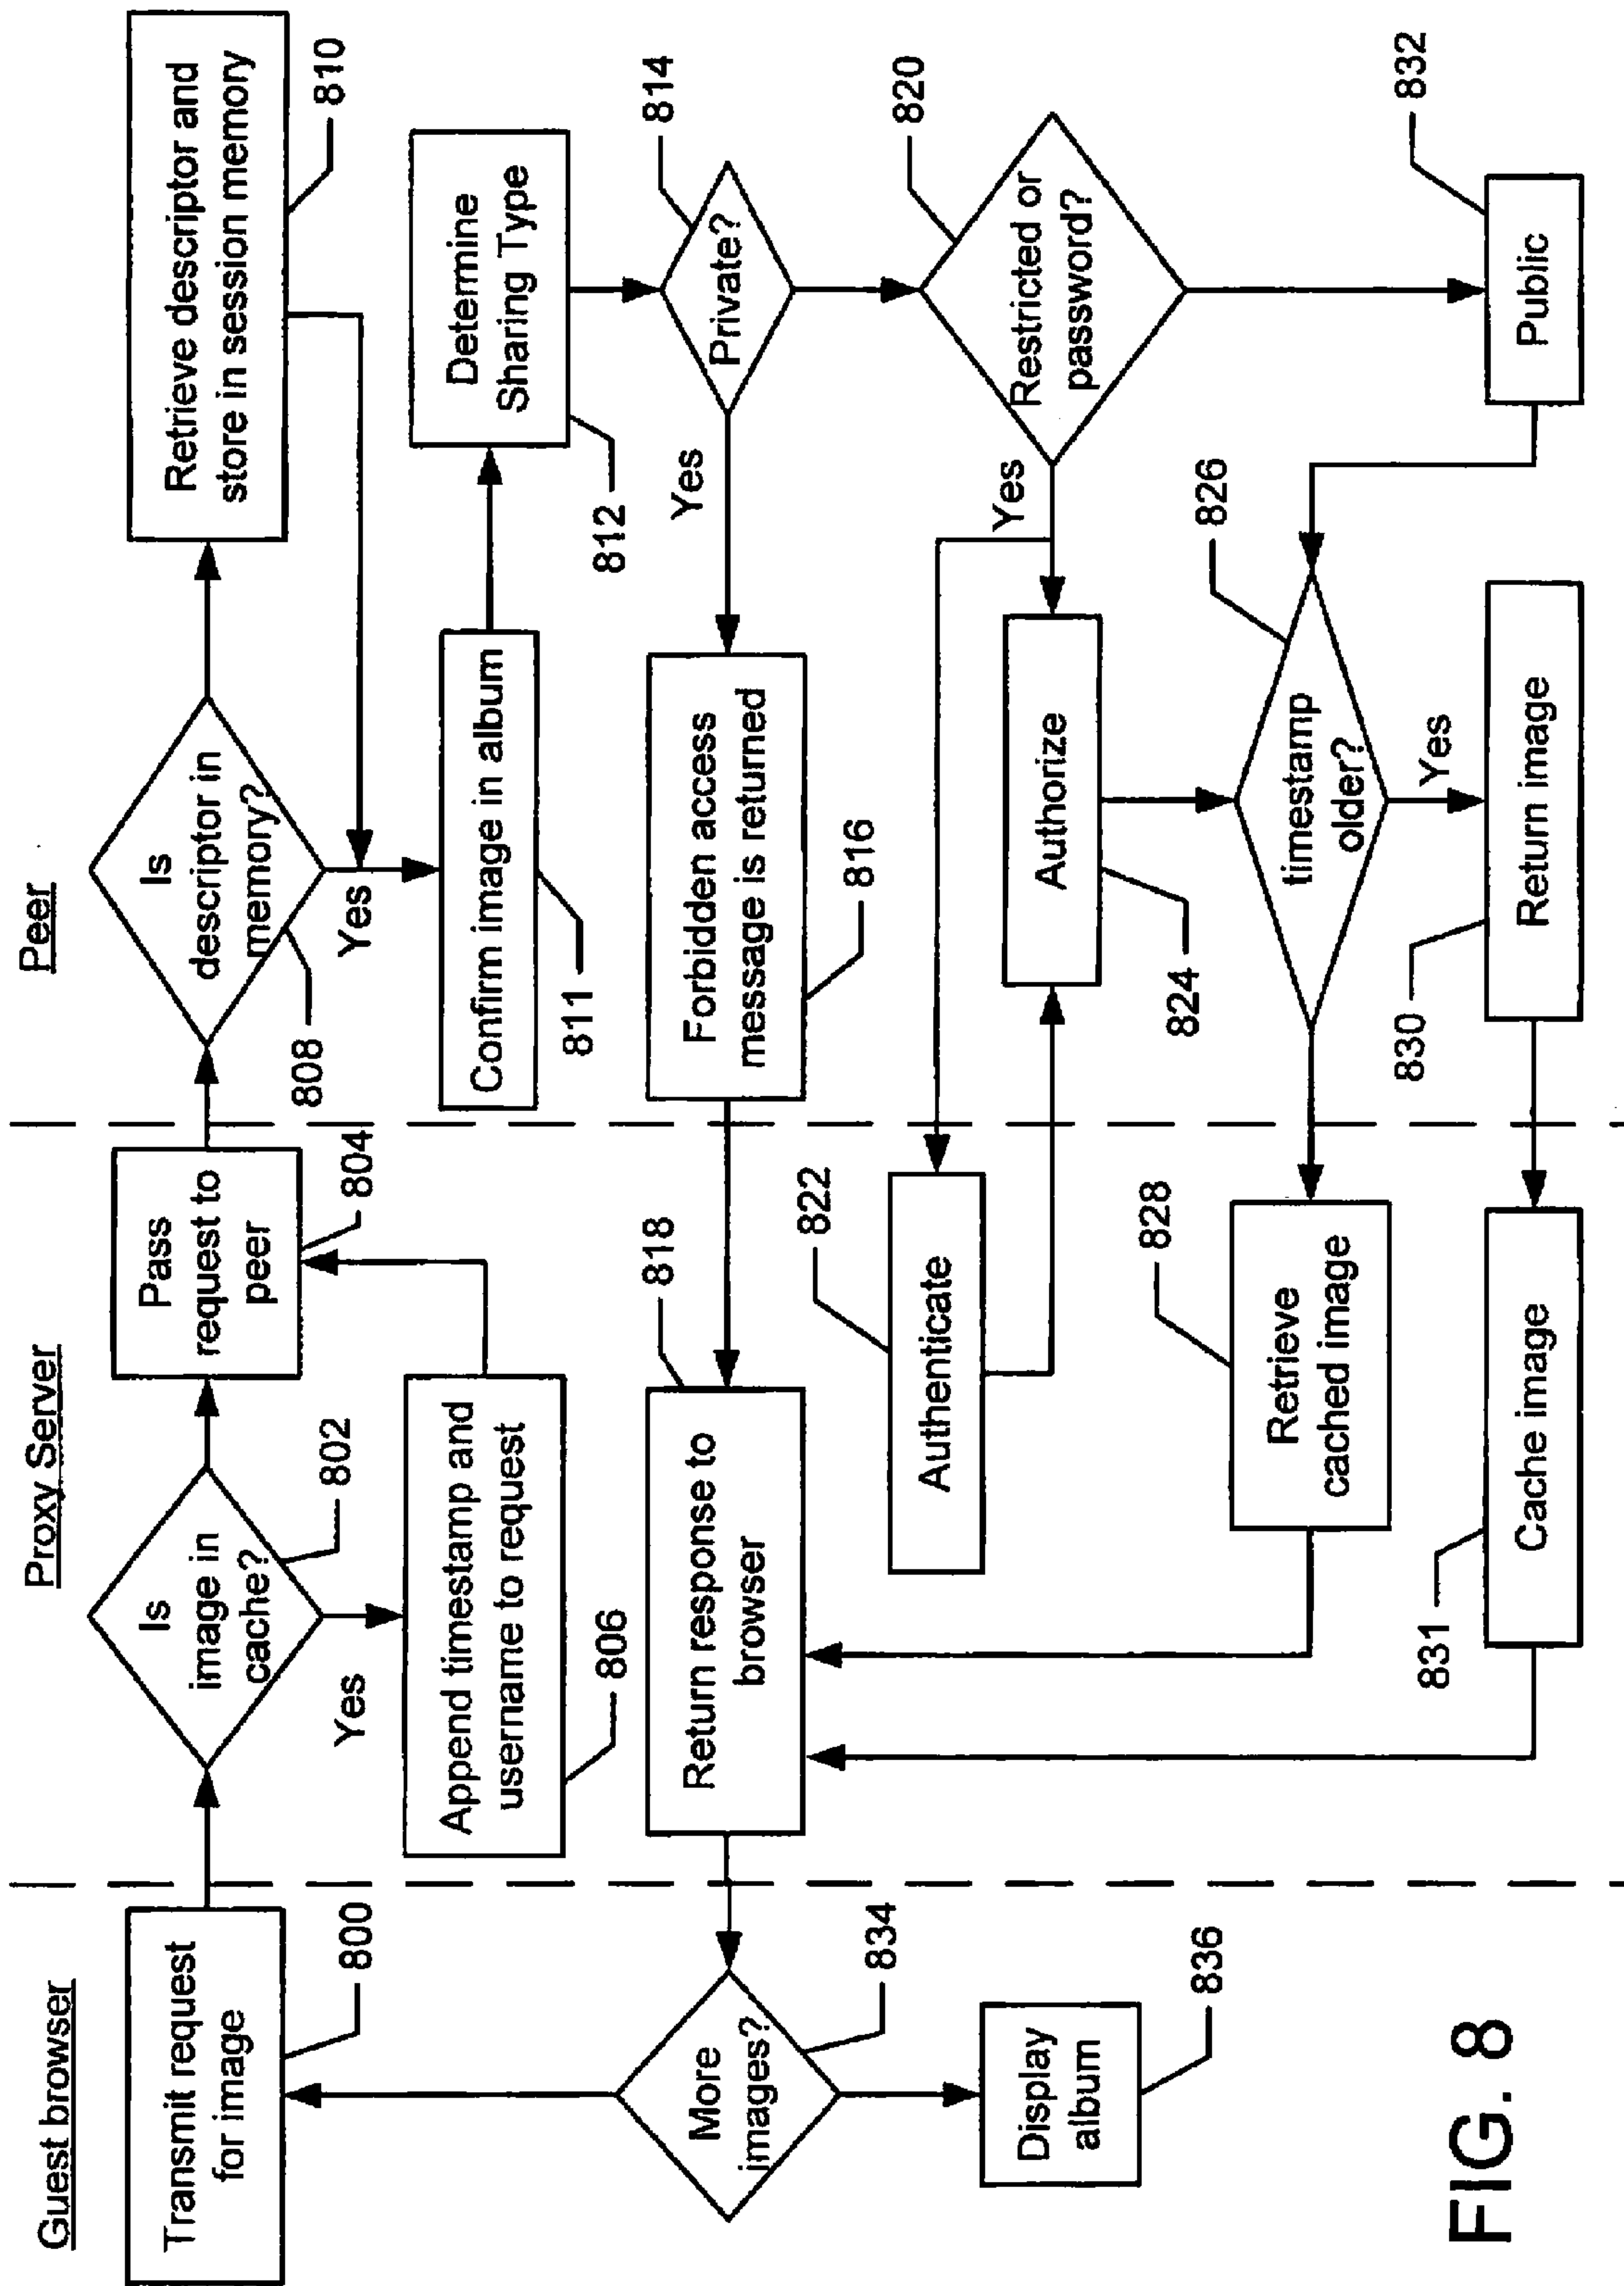 Guest browser
Proxy Server
Peer
Transmit request
for image
800
Is
image in
cache?
802
Yes
Pass
request to
peer
804
Append timestamp and
username to request
806
Is
descriptor in
memory?
808
Yes
Retrieve descriptor and
store in session memory
810
Confirm image in album
811
Determine
Sharing Type
812
Private?
814
Yes
Forbidden access
message is returned
816
Return response to
browser
818
Restricted or
password?
820
Yes
Authenticate
822
Authorize
824
timestamp
older?
826
Yes
Retrieve
cached image
828
Return image
830
Cache image
831
Public
832
More
images?
834
Display
album
836
FIG. 8